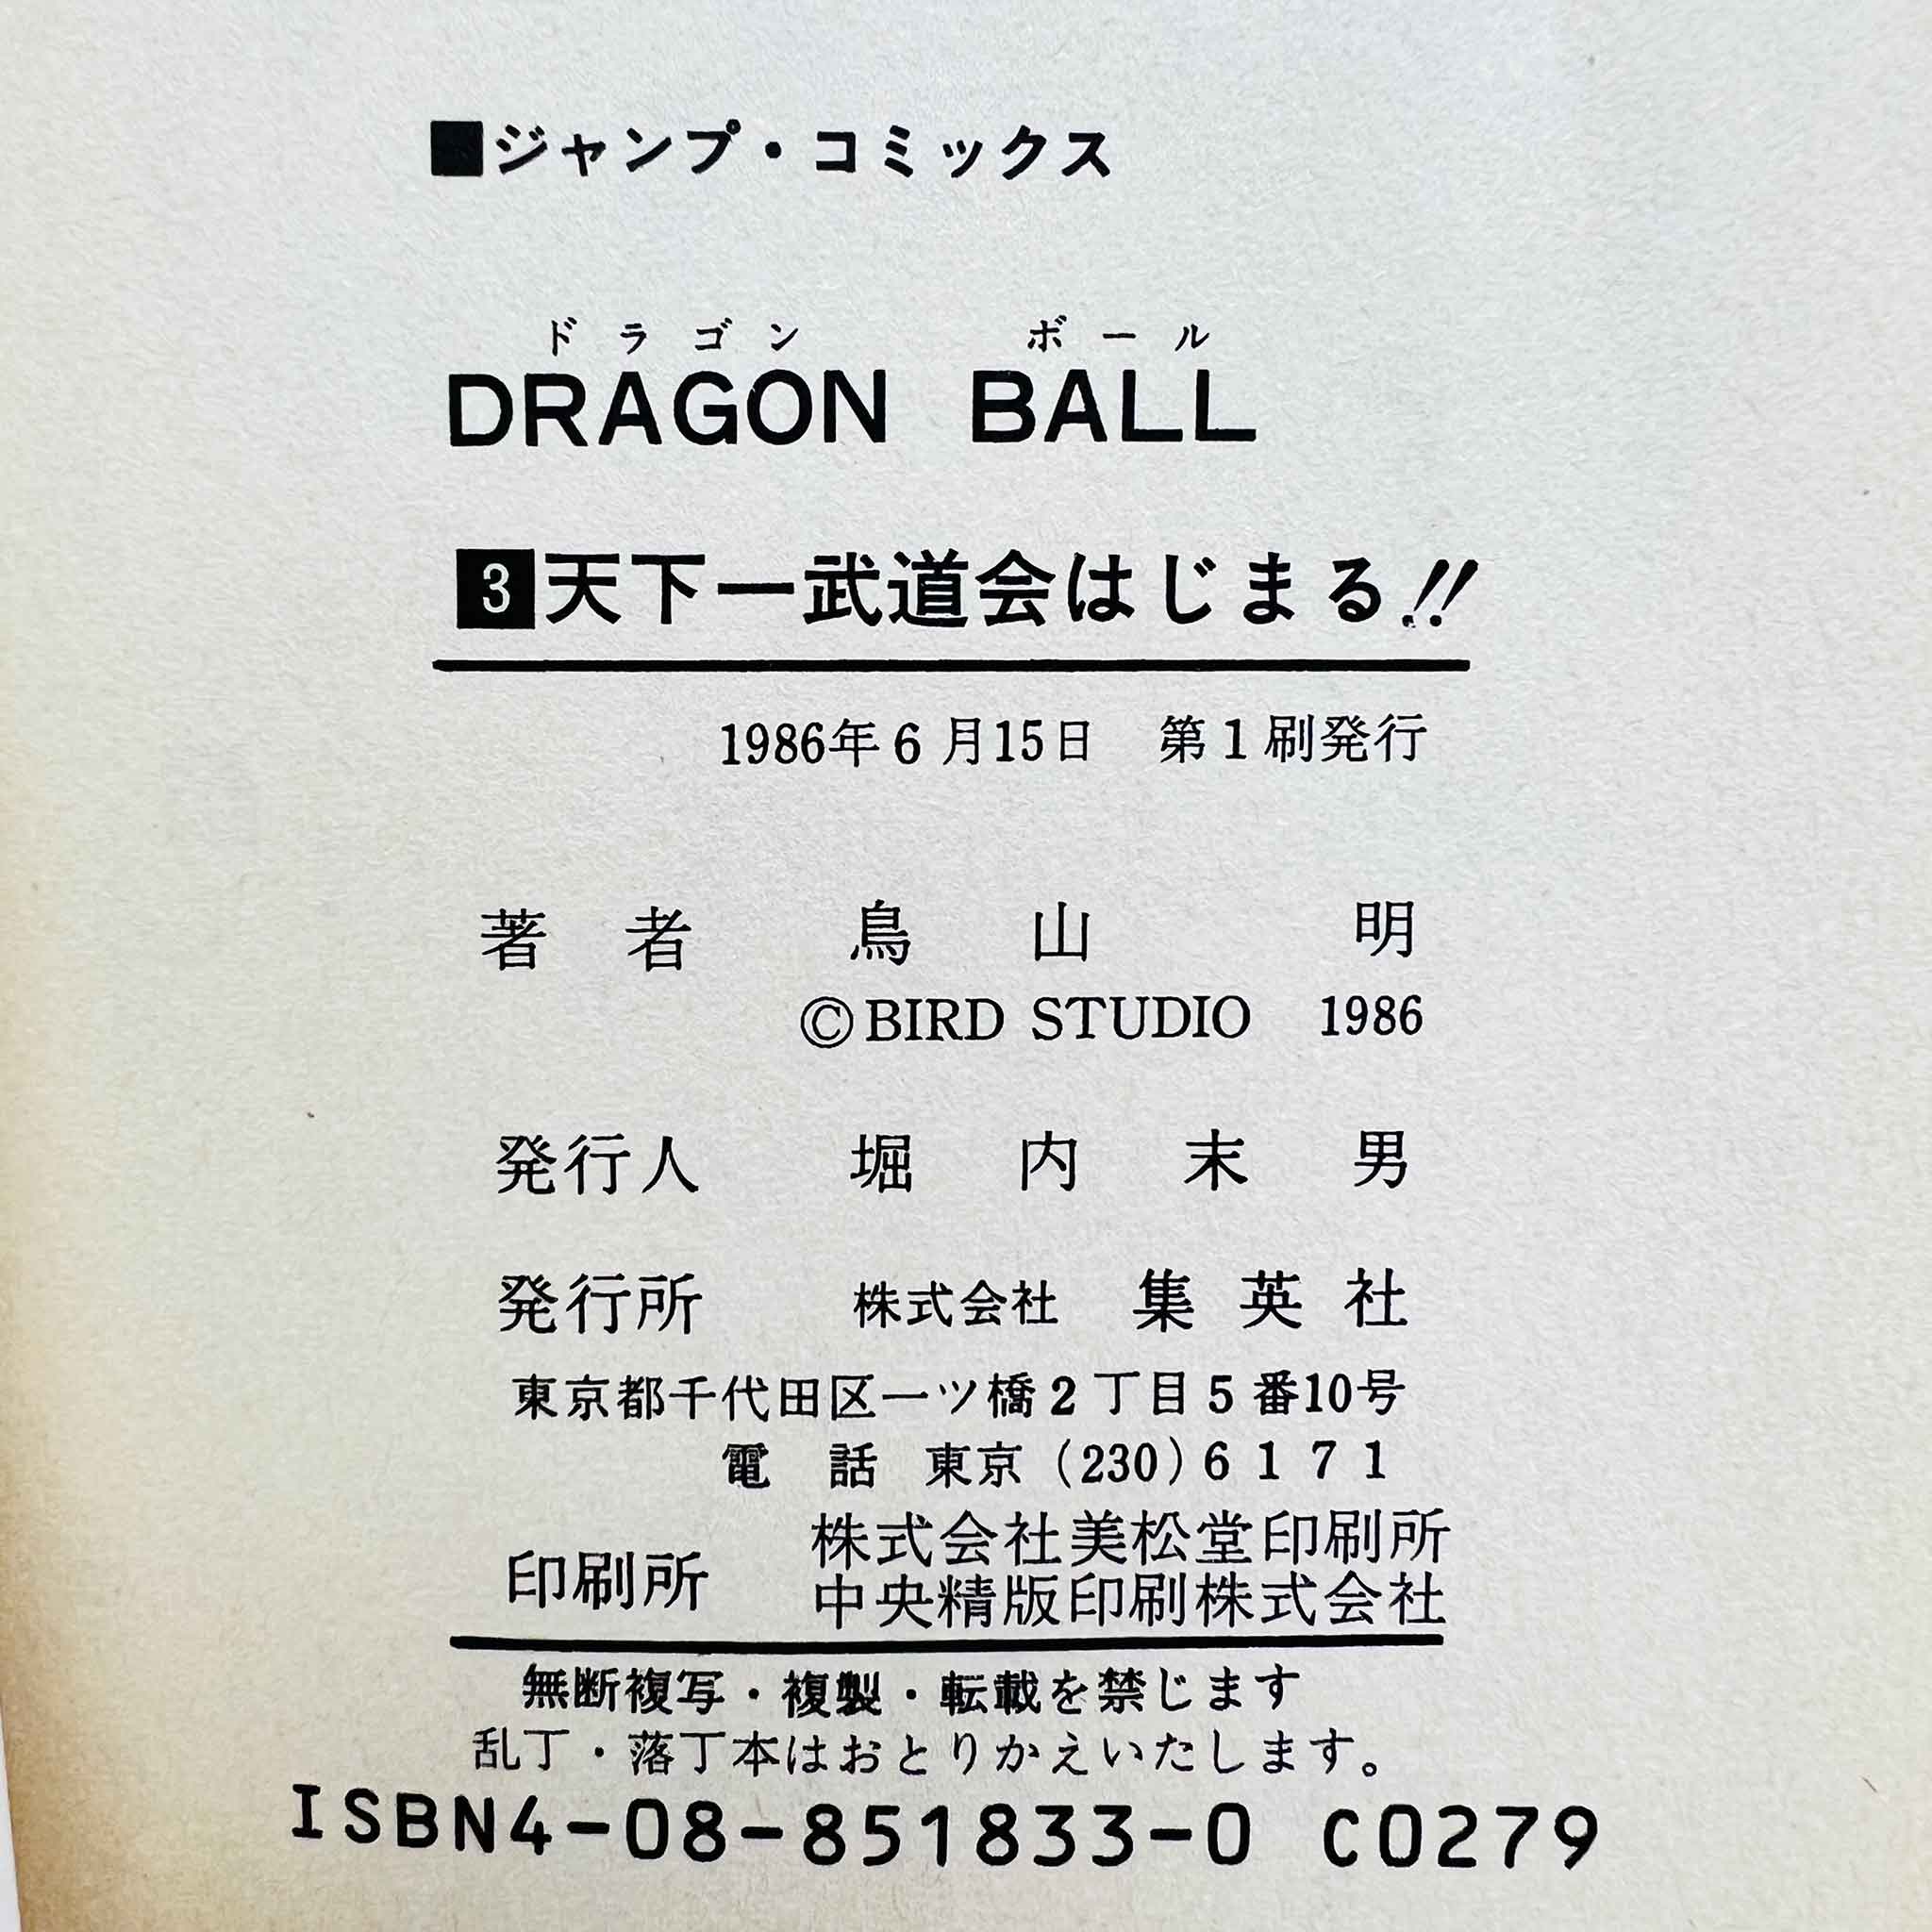 ■ジャンプ・コミックス
ドラゴン ボール
DRAGON BALL
3天下一武道会はじまる!!
1986年6月15日 第1刷発行
著者 鳥山 明
©BIRD STUDIO 1986
発行人 堀内末男
発行所 株式会社 集英社
東京都千代田区一ツ橋2丁目5番10号
電話 東京(230)6171
印刷所 株式会社美松堂印刷所
中央精版印刷株式会社
無断複写・複製・転載を禁じます
乱丁・落丁本はおとりかえいたします。
ISBN4-08-851833-0 C0279